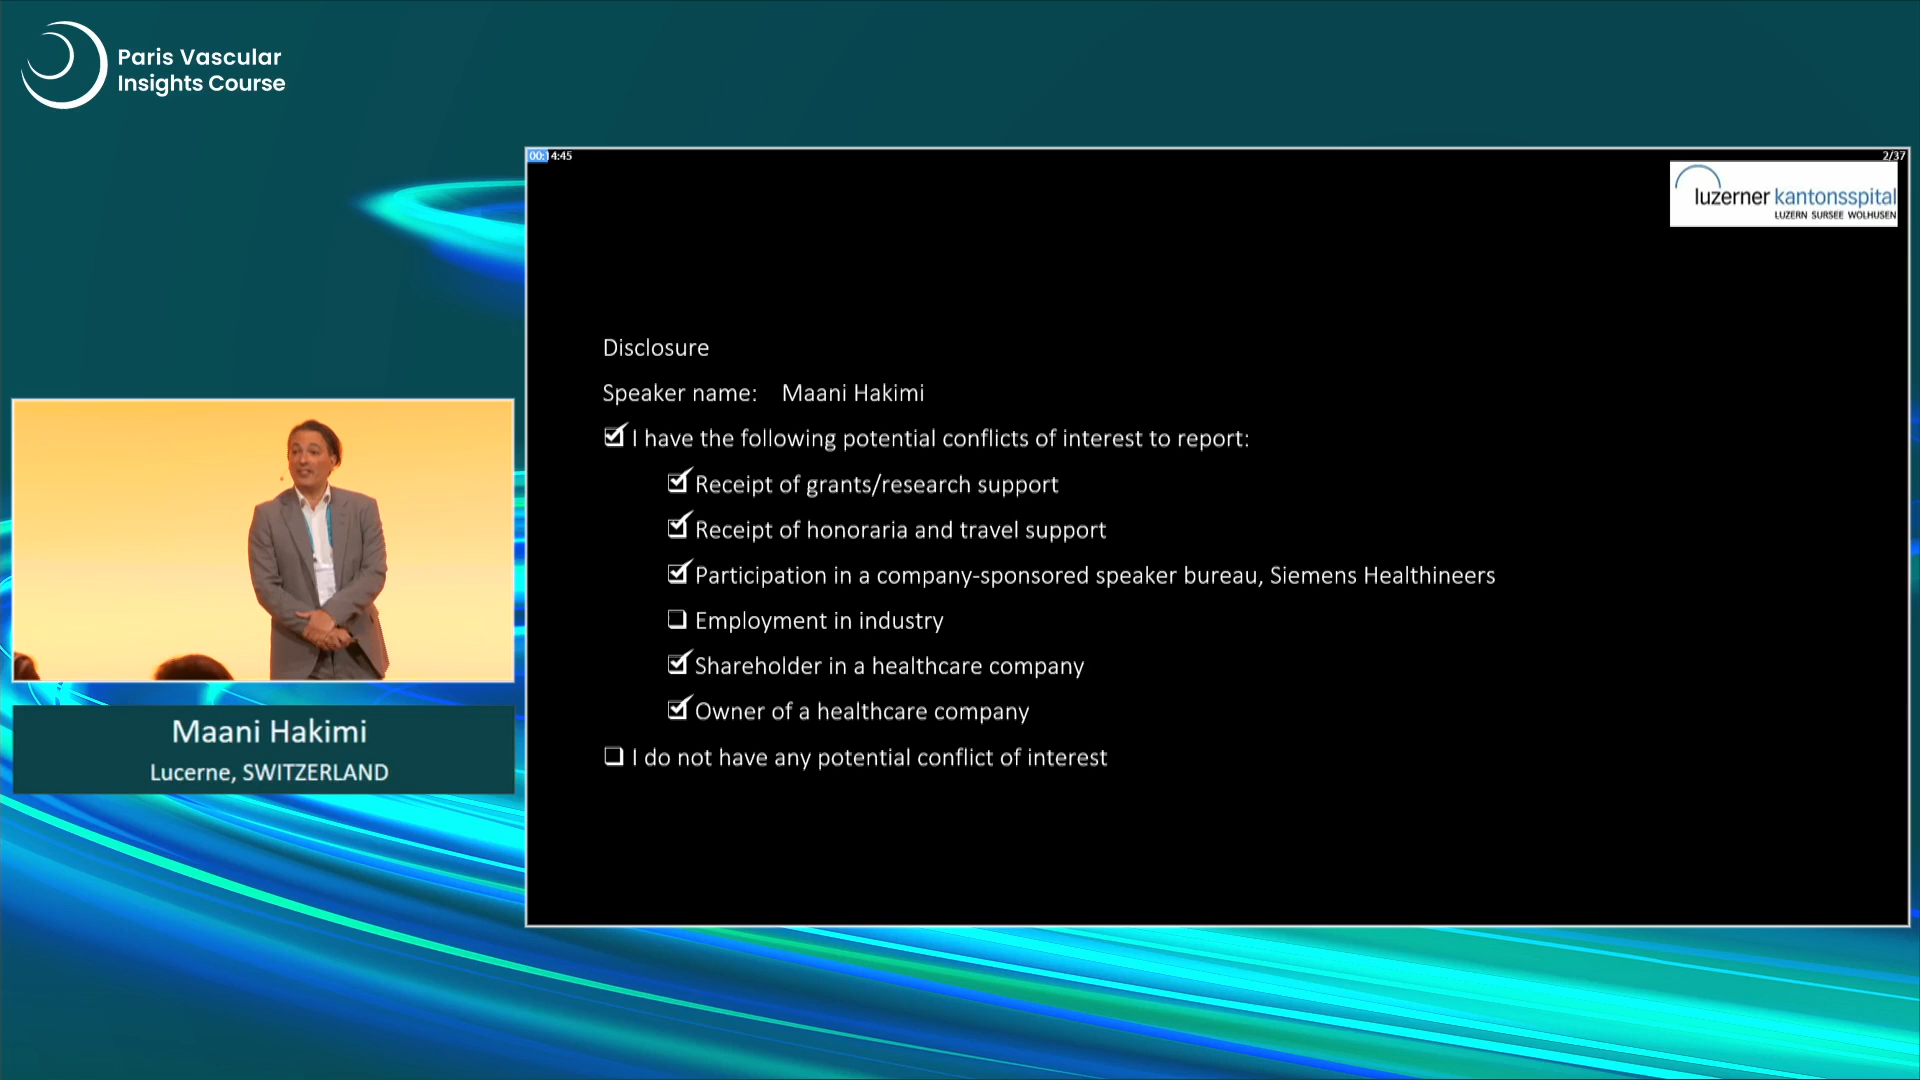 Paris Vascular
Insights Course
00:14:45
2/37
luzerner kantonsspital
LUZERN SURSEE WOLHUSEN
Disclosure
Speaker name: Maani Hakimi
☑ I have the following potential conflicts of interest to report:
☑ Receipt of grants/research support
☑ Receipt of honoraria and travel support
☑ Participation in a company-sponsored speaker bureau, Siemens Healthineers
☐ Employment in industry
☑ Shareholder in a healthcare company
☑ Owner of a healthcare company
☐ I do not have any potential conflict of interest
Maani Hakimi
Lucerne, SWITZERLAND